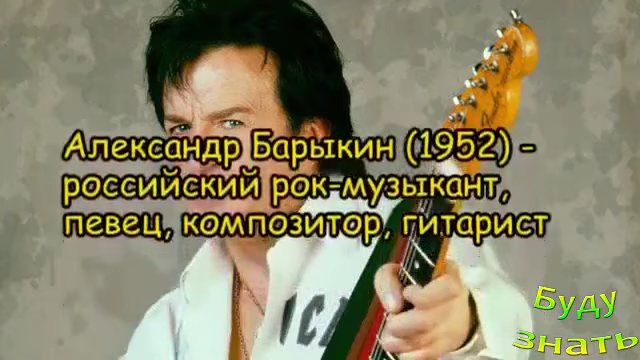 Александр Барыкин (1952) –
российский рок-музыкант,
певец, композитор, гитарист
Буду
знать